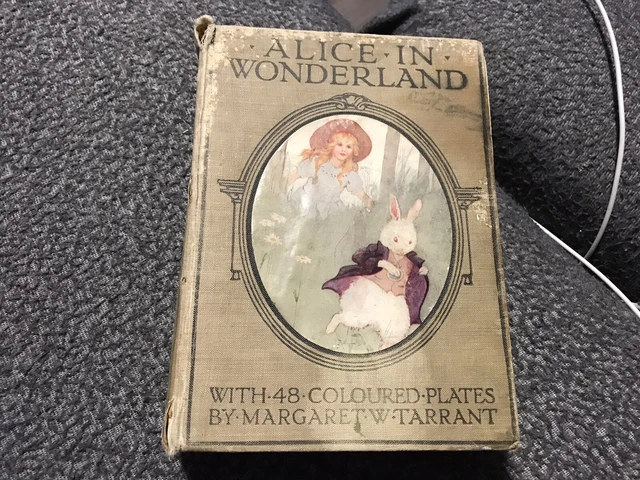 ·ALICE·IN·
WONDERLAND
WITH·48·COLOURED·PLATES
BY·MARGARET·W·TARRANT